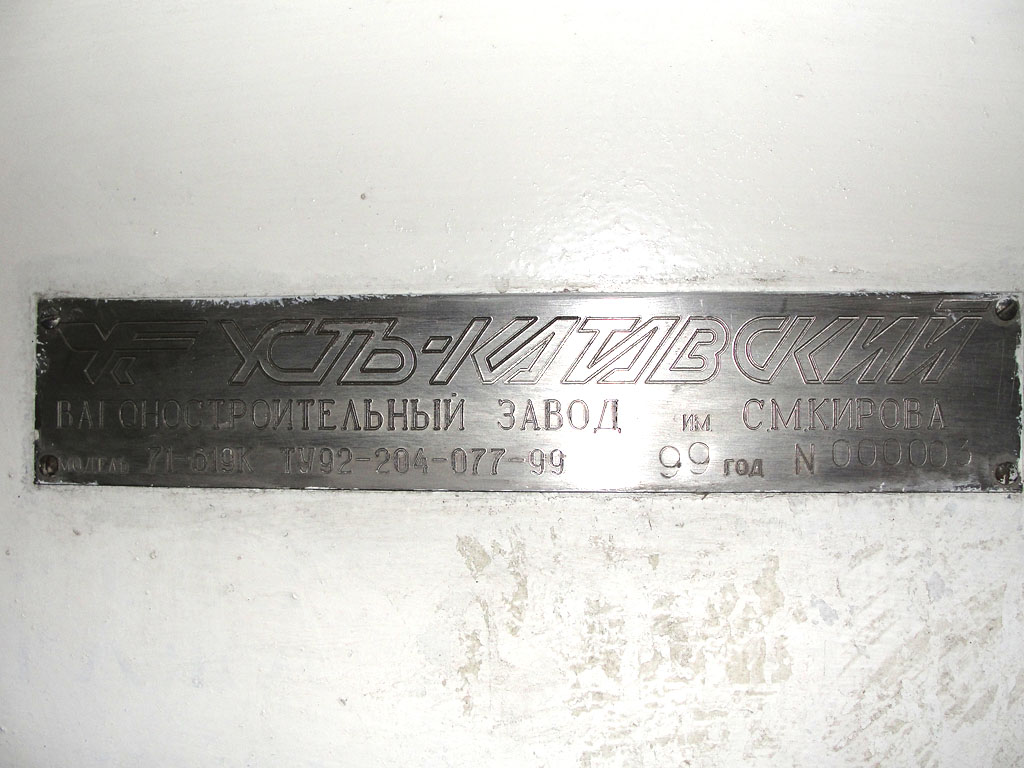 УСТЬ-КАТАВСКИЙ
ВАГОНОСТРОИТЕЛЬНЫЙ ЗАВОД им С.М.КИРОВА
МОДЕЛЬ 71-619К ТУ92-204-077-99 99 год N 000003